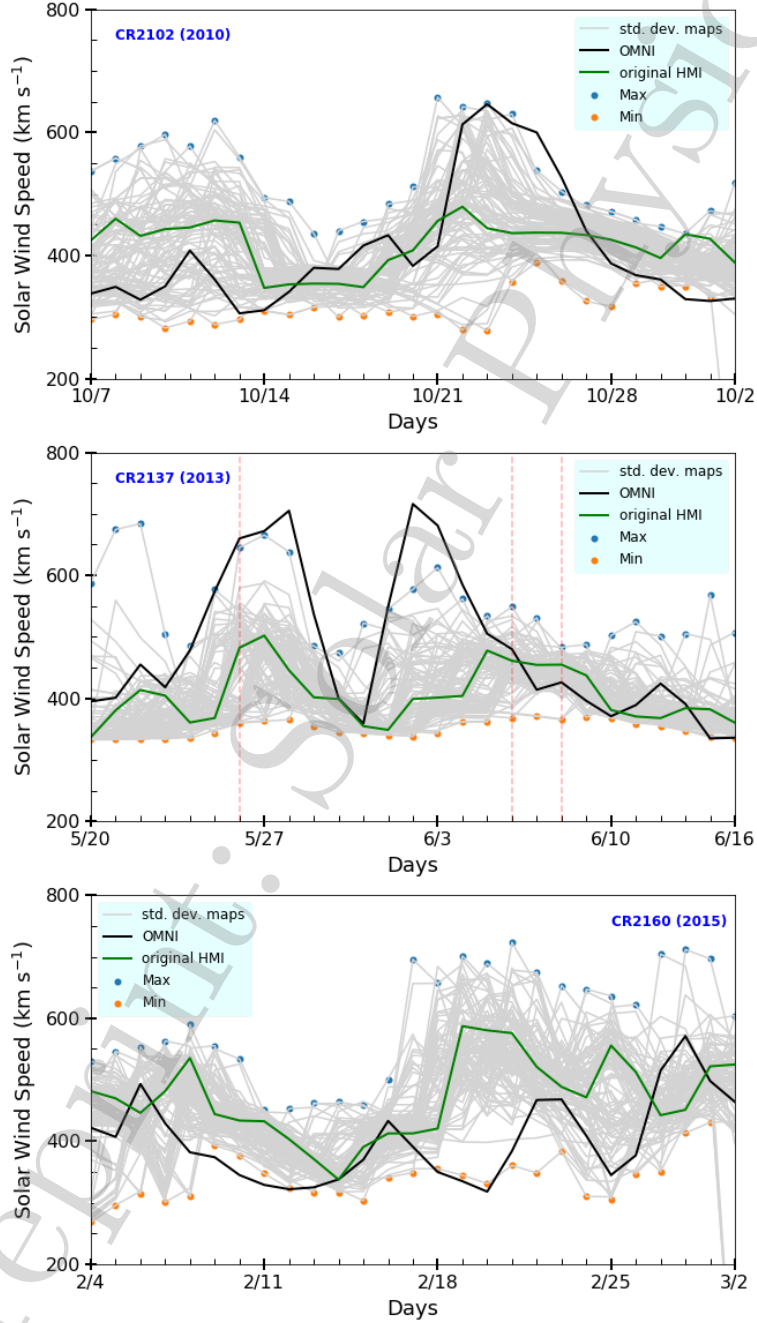 800
600
400
200
Solar Wind Speed (km s⁻¹)
CR2102 (2010)
std. dev. maps
OMNI
original HMI
Max
Min
10/7
10/14
10/21
10/28
10/2
Days
800
600
400
200
Solar Wind Speed (km s⁻¹)
CR2137 (2013)
std. dev. maps
OMNI
original HMI
Max
Min
5/20
5/27
6/3
6/10
6/16
Days
800
600
400
200
Solar Wind Speed (km s⁻¹)
std. dev. maps
OMNI
original HMI
Max
Min
CR2160 (2015)
2/4
2/11
2/18
2/25
3/2
Days
eprint: Solar Physic